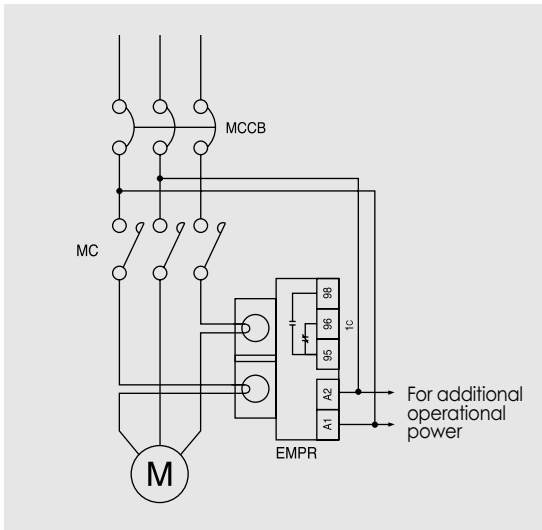 MCCB
MC
98
96
95
1c
A2
A1
For additional
operational
power
EMPR
M